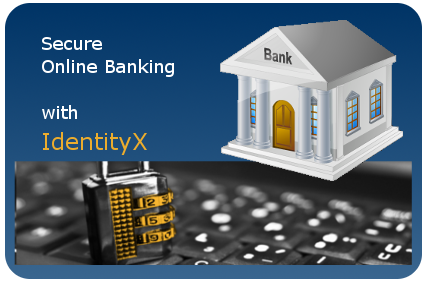 Secure
Online Banking
with
IdentityX
Bank